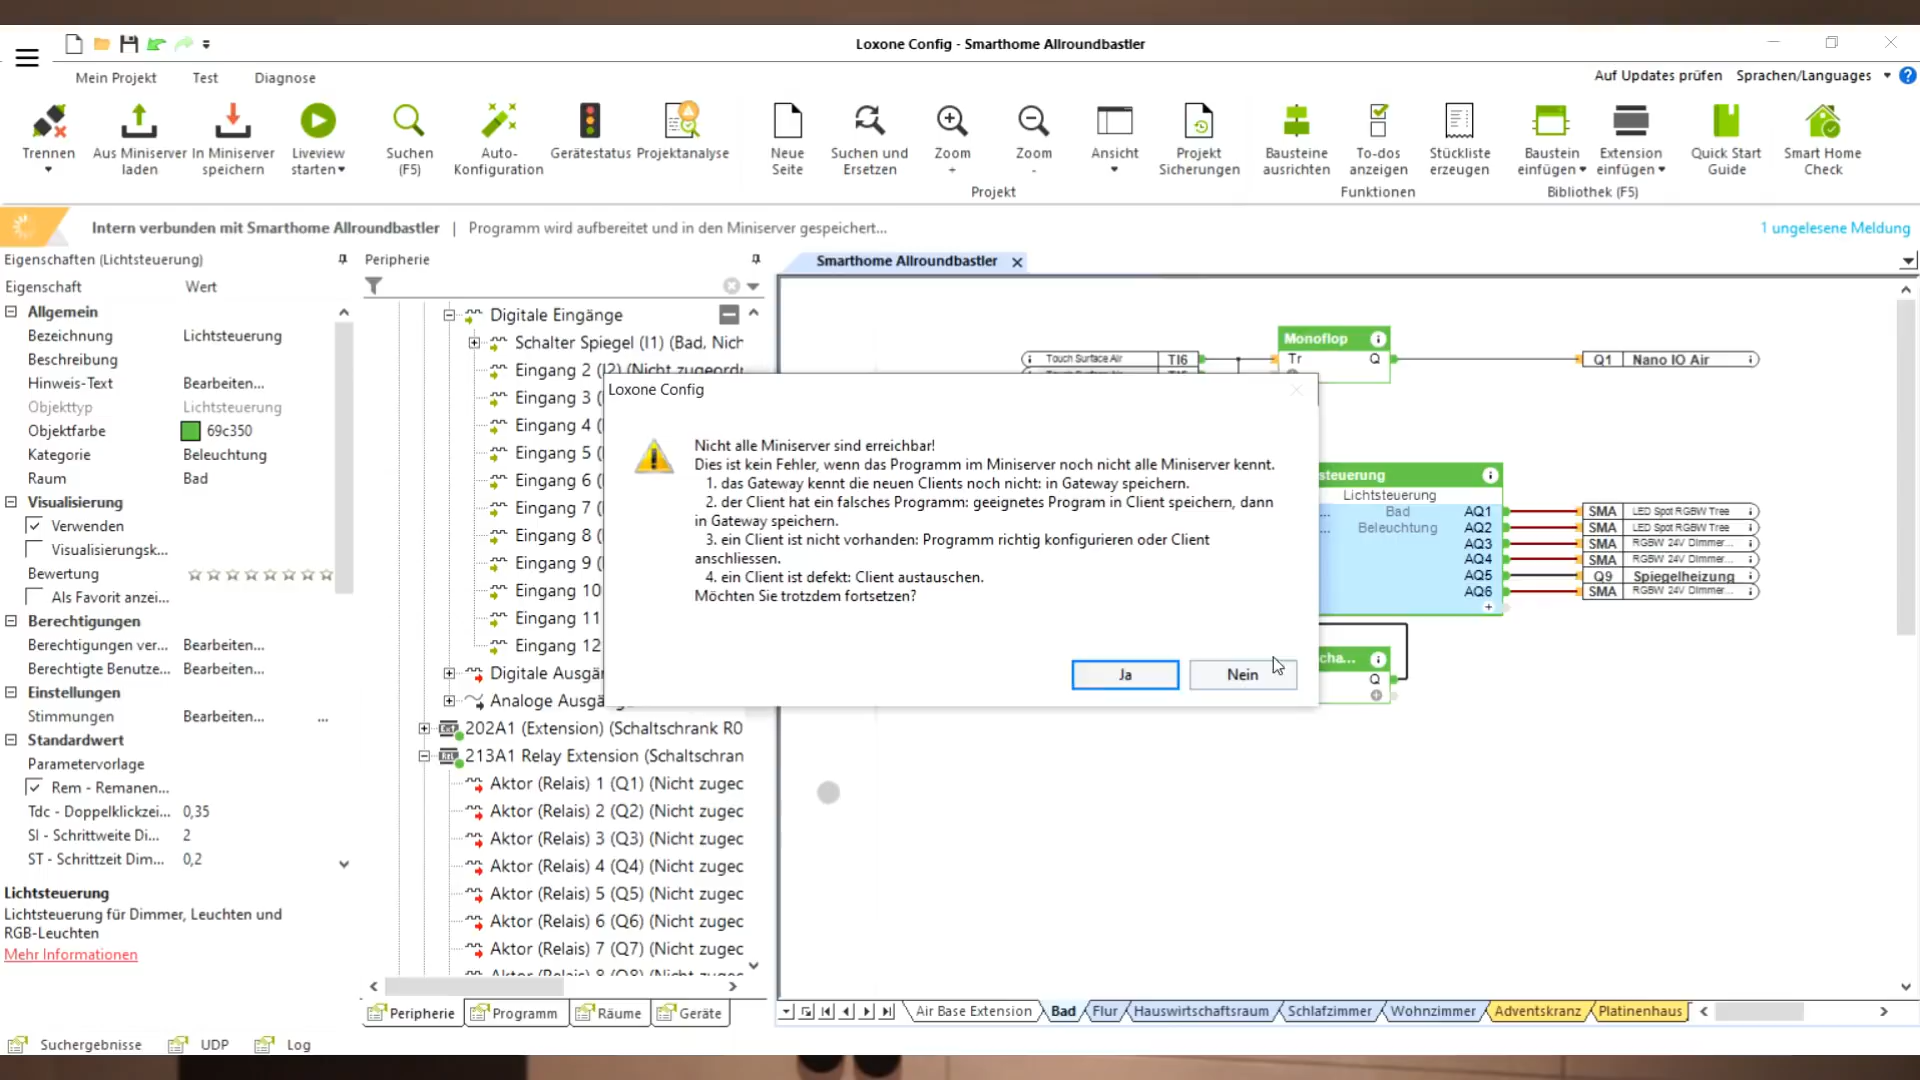 Loxone Config - Smarthome Allroundbastler
Mein Projekt Test Diagnose
Auf Updates prüfen Sprachen/Languages
Trennen
Aus Miniserver laden
In Miniserver speichern
Liveview starten
Suchen (F5)
Auto-Konfiguration
Gerätestatus
Projektanalyse
Neue Seite
Suchen und Ersetzen
Zoom +
Zoom -
Ansicht
Projekt Sicherungen
Projekt
Bausteine ausrichten
To-dos anzeigen
Stückliste erzeugen
Funktionen
Baustein einfügen
Extension einfügen
Bibliothek (F5)
Quick Start Guide
Smart Home Check
Intern verbunden mit Smarthome Allroundbastler | Programm wird aufbereitet und in den Miniserver gespeichert...
1 ungelesene Meldung
Eigenschaften (Lichtsteuerung)
Eigenschaft Wert
Allgemein
Bezeichnung Lichtsteuerung
Beschreibung
Hinweis-Text Bearbeiten...
Objekttyp Lichtsteuerung
Objektfarbe 69c350
Kategorie Beleuchtung
Raum Bad
Visualisierung
Verwenden
Visualisierungsk...
Bewertung
Als Favorit anzei...
Berechtigungen
Berechtigungen ver... Bearbeiten...
Berechtigte Benutze... Bearbeiten...
Einstellungen
Stimmungen Bearbeiten... ...
Standardwert
Parametervorlage
Rem - Remanen...
Tdc - Doppelklickzei... 0,35
SI - Schrittweite Di... 2
ST - Schrittzeit Dim... 0,2
Lichtsteuerung
Lichtsteuerung für Dimmer, Leuchten und
RGB-Leuchten
Mehr Informationen
Peripherie
Digitale Eingänge
Schalter Spiegel (I1) (Bad, Nich
Eingang 2 (I2) (Nicht zugeordn
Eingang 3 (
Eingang 4 (
Eingang 5 (
Eingang 6 (
Eingang 7 (
Eingang 8 (
Eingang 9 (
Eingang 10
Eingang 11
Eingang 12
Digitale Ausgän
Analoge Ausgä
202A1 (Extension) (Schaltschrank R0
213A1 Relay Extension (Schaltschran
Aktor (Relais) 1 (Q1) (Nicht zugec
Aktor (Relais) 2 (Q2) (Nicht zugec
Aktor (Relais) 3 (Q3) (Nicht zugec
Aktor (Relais) 4 (Q4) (Nicht zugec
Aktor (Relais) 5 (Q5) (Nicht zugec
Aktor (Relais) 6 (Q6) (Nicht zugec
Aktor (Relais) 7 (Q7) (Nicht zugec
Aktor (Relais) 8 (Q8) (Nicht zugec
Peripherie Programm Räume Geräte
Smarthome Allroundbastler
Monoflop
Touch Surface Air TI6
Tr Q
Q1 Nano IO Air
Loxone Config
Nicht alle Miniserver sind erreichbar!
Dies ist kein Fehler, wenn das Programm im Miniserver noch nicht alle Miniserver kennt.
1. das Gateway kennt die neuen Clients noch nicht: in Gateway speichern.
2. der Client hat ein falsches Programm: geeignetes Program in Client speichern, dann
in Gateway speichern.
3. ein Client ist nicht vorhanden: Programm richtig konfigurieren oder Client
anschliessen.
4. ein Client ist defekt: Client austauschen.
Möchten Sie trotzdem fortsetzen?
Ja Nein
steuerung
Lichtsteuerung
Bad
Beleuchtung
AQ1 SMA LED Spot RGBW Tree
AQ2 SMA LED Spot RGBW Tree
AQ3 SMA RGBW 24V Dimmer...
AQ4 SMA RGBW 24V Dimmer...
AQ5 Q9 Spiegelheizung
AQ6 SMA RGBW 24V Dimmer...
cha...
Q
Air Base Extension Bad Flur Hauswirtschaftsraum Schlafzimmer Wohnzimmer Adventskranz Platinenhaus
Suchergebnisse UDP Log